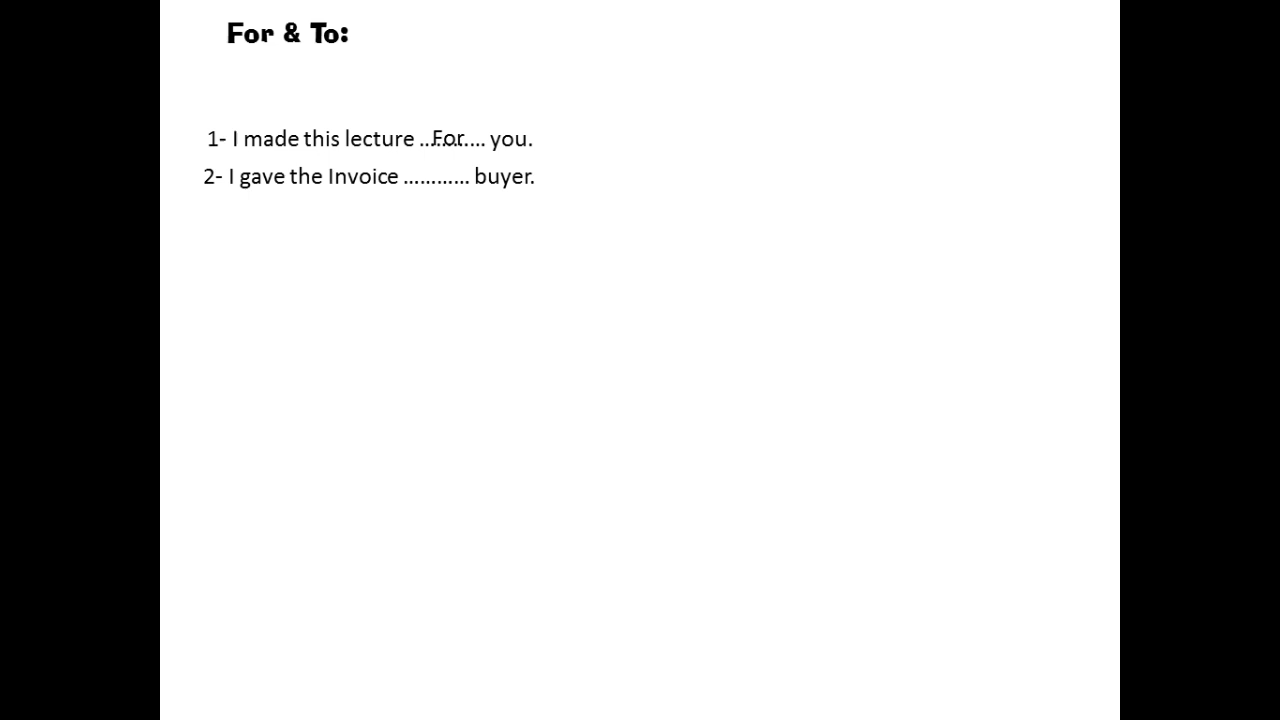 For & To:
1- I made this lecture ...For.... you.
2- I gave the Invoice ............ buyer.